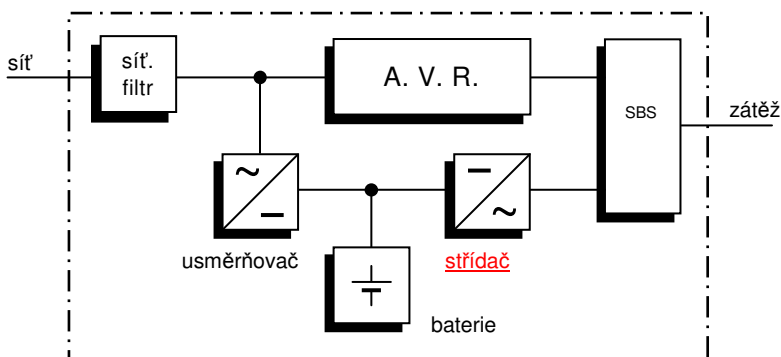 síť
síť.
filtr
A. V. R.
SBS
zátěž
usměrňovač
střídač
baterie